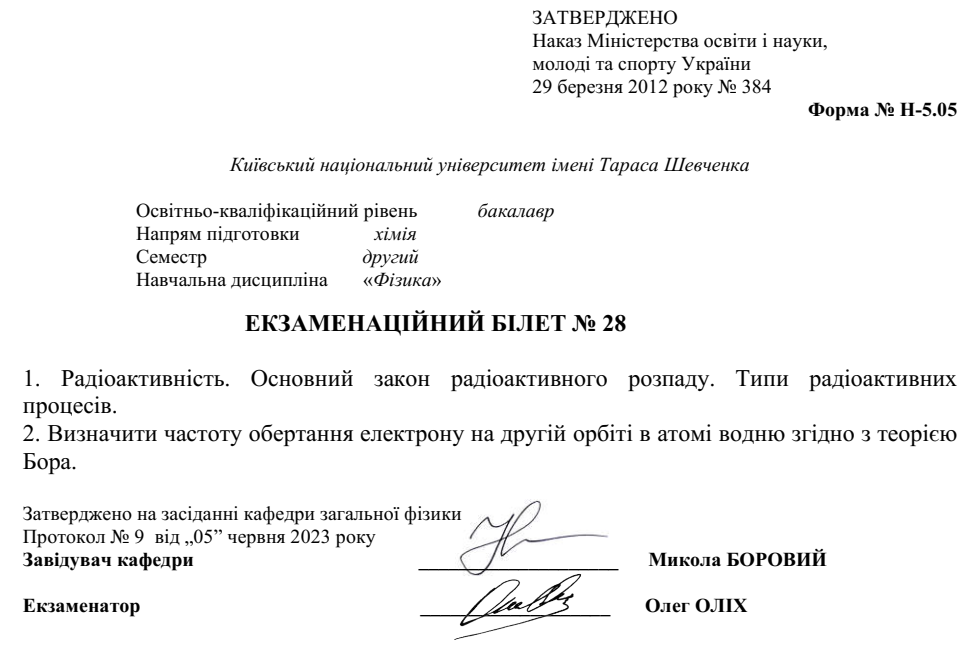 ЗАТВЕРДЖЕНО
Наказ Міністерства освіти і науки,
молоді та спорту України
29 березня 2012 року № 384
Форма № Н-5.05
Київський національний університет імені Тараса Шевченка
Освітньо-кваліфікаційний рівень бакалавр
Напрям підготовки хімія
Семестр другий
Навчальна дисципліна «Фізика»
ЕКЗАМЕНАЦІЙНИЙ БІЛЕТ № 28
1. Радіоактивність. Основний закон радіоактивного розпаду. Типи радіоактивних
процесів.
2. Визначити частоту обертання електрону на другій орбіті в атомі водню згідно з теорією
Бора.
Затверджено на засіданні кафедри загальної фізики
Протокол № 9 від „05” червня 2023 року
Завідувач кафедри Микола БОРОВИЙ
Екзаменатор Олег ОЛІХ